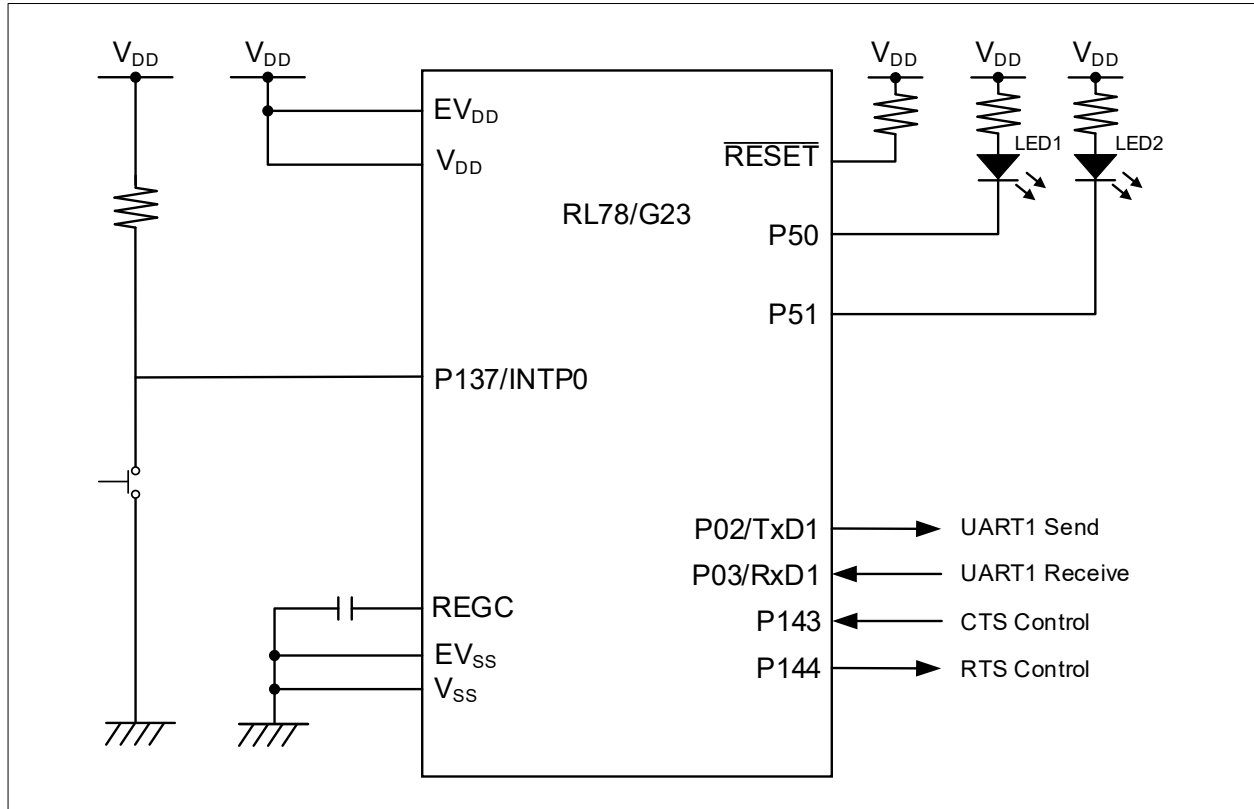 VDD
VDD
VDD
VDD
VDD
EVDD
VDD
RESET
LED1
LED2
RL78/G23
P50
P51
P137/INTP0
P02/TxD1
UART1 Send
P03/RxD1
UART1 Receive
REGC
P143
CTS Control
EVSS
P144
RTS Control
VSS